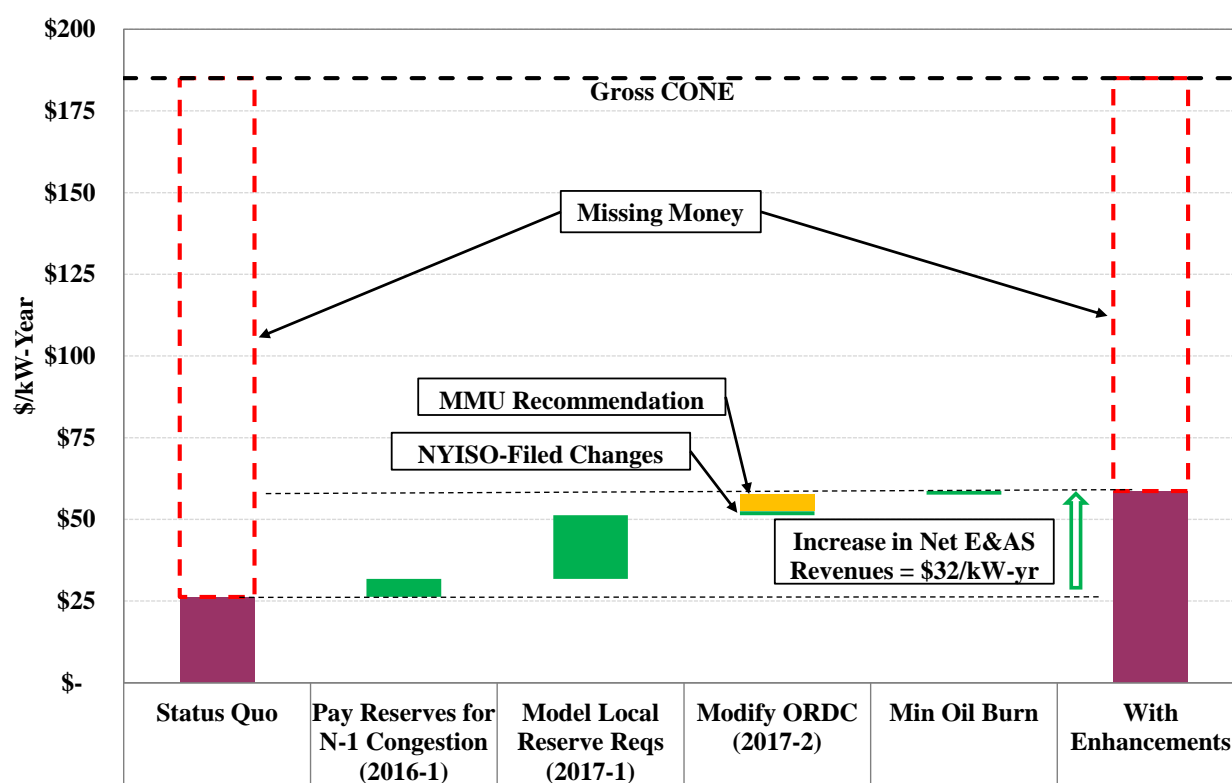 $200
$175
$150
$125
$100
$75
$50
$25
$-
$/kW-Year
Gross CONE
Missing Money
MMU Recommendation
NYISO-Filed Changes
Increase in Net E&AS
Revenues = $32/kW-yr
Status Quo
Pay Reserves for
N-1 Congestion
(2016-1)
Model Local
Reserve Reqs
(2017-1)
Modify ORDC
(2017-2)
Min Oil Burn
With
Enhancements